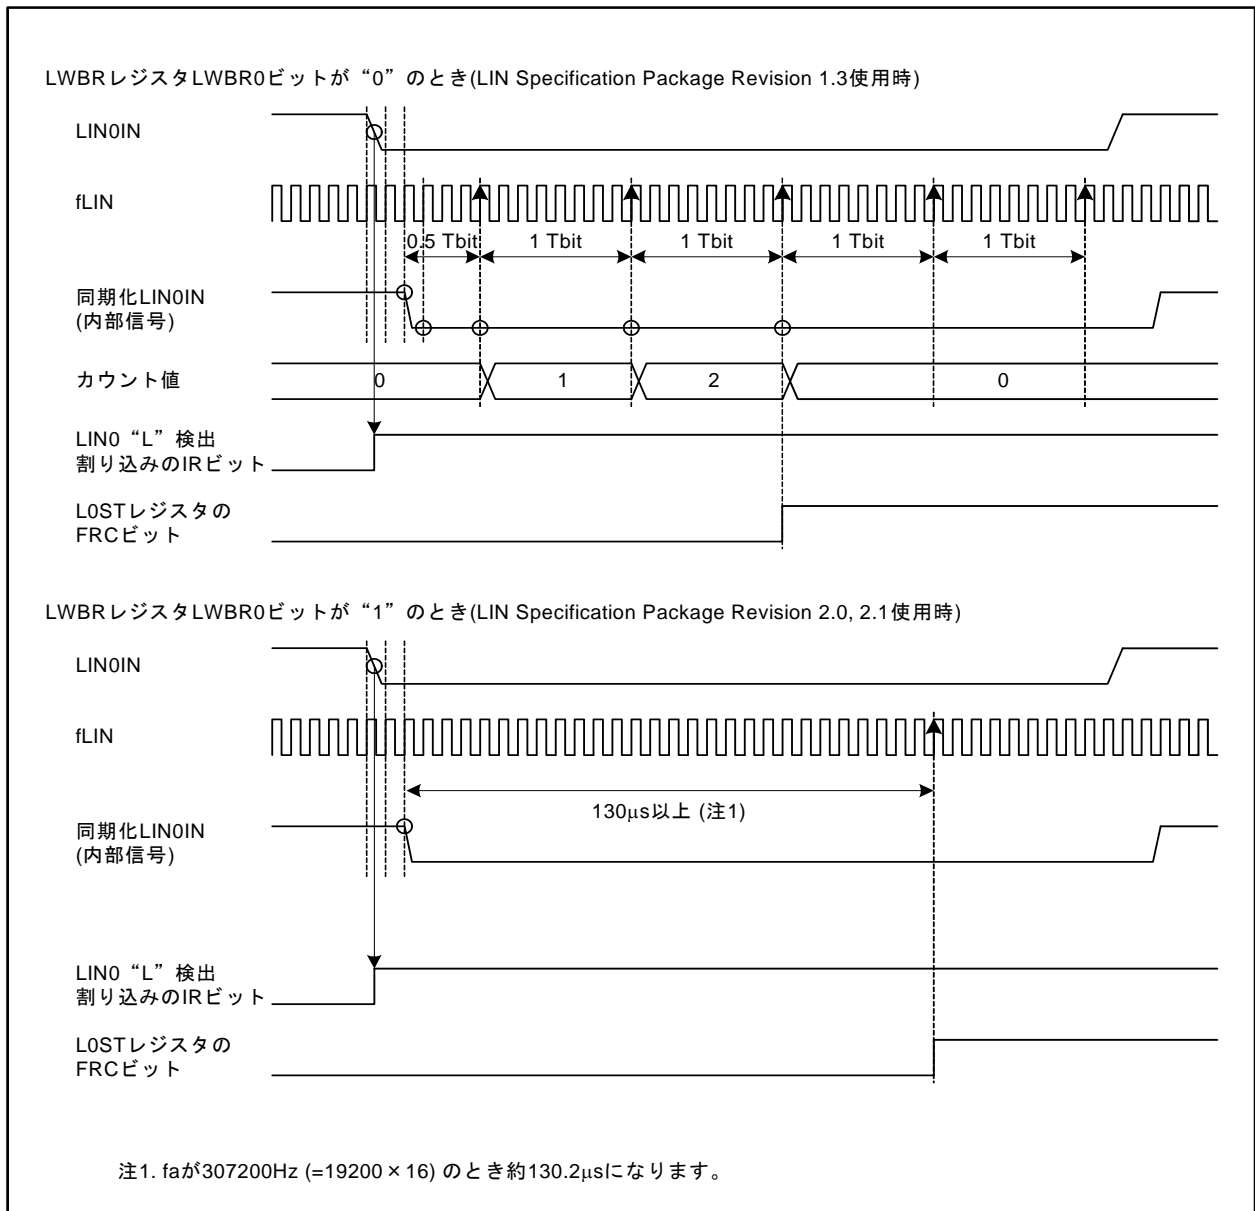 LWBRレジスタLWBR0ビットが“0”のとき(LIN Specification Package Revision 1.3使用時)
LIN0IN
fLIN
0.5 Tbit
1 Tbit
1 Tbit
1 Tbit
1 Tbit
同期化LIN0IN
(内部信号)
カウント値
0
1
2
0
LIN0“L”検出
割り込みのIRビット
L0STレジスタの
FRCビット
LWBRレジスタLWBR0ビットが“1”のとき(LIN Specification Package Revision 2.0, 2.1使用時)
LIN0IN
fLIN
130μs以上 (注1)
同期化LIN0IN
(内部信号)
LIN0“L”検出
割り込みのIRビット
L0STレジスタの
FRCビット
注1. faが307200Hz (=19200×16) のとき約130.2μsになります。